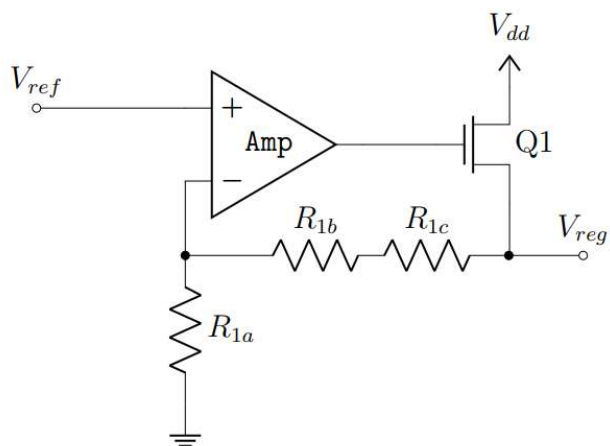 V_dd
V_ref
+
Amp
Q1
−
R_1b
R_1c
V_reg
R_1a